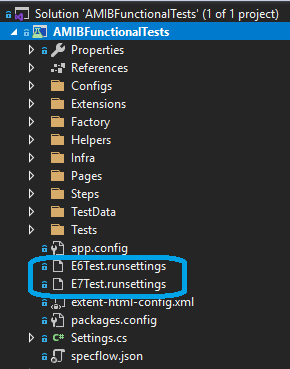 Solution 'AMIBFunctionalTests' (1 of 1 project)
AMIBFunctionalTests
Properties
References
Configs
Extensions
Factory
Helpers
Infra
Pages
Steps
TestData
Tests
app.config
E6Test.runsettings
E7Test.runsettings
extent-html-config.xml
packages.config
C# Settings.cs
specflow.json